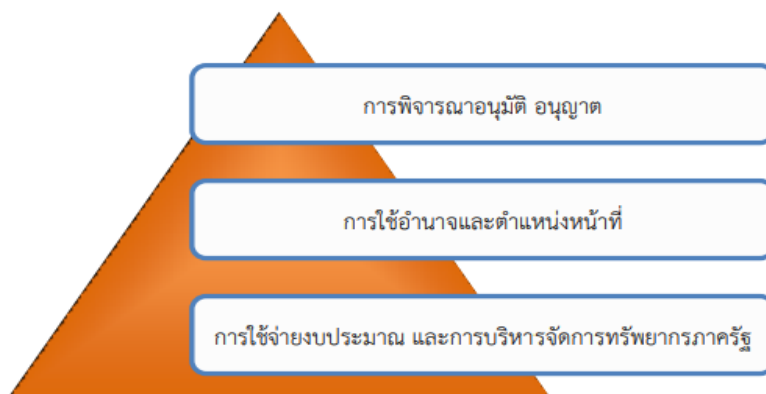 การพิจารณาอนุมัติ อนุญาต
การใช้อำนาจและตำแหน่งหน้าที่
การใช้จ่ายงบประมาณ และการบริหารจัดการทรัพยากรภาครัฐ